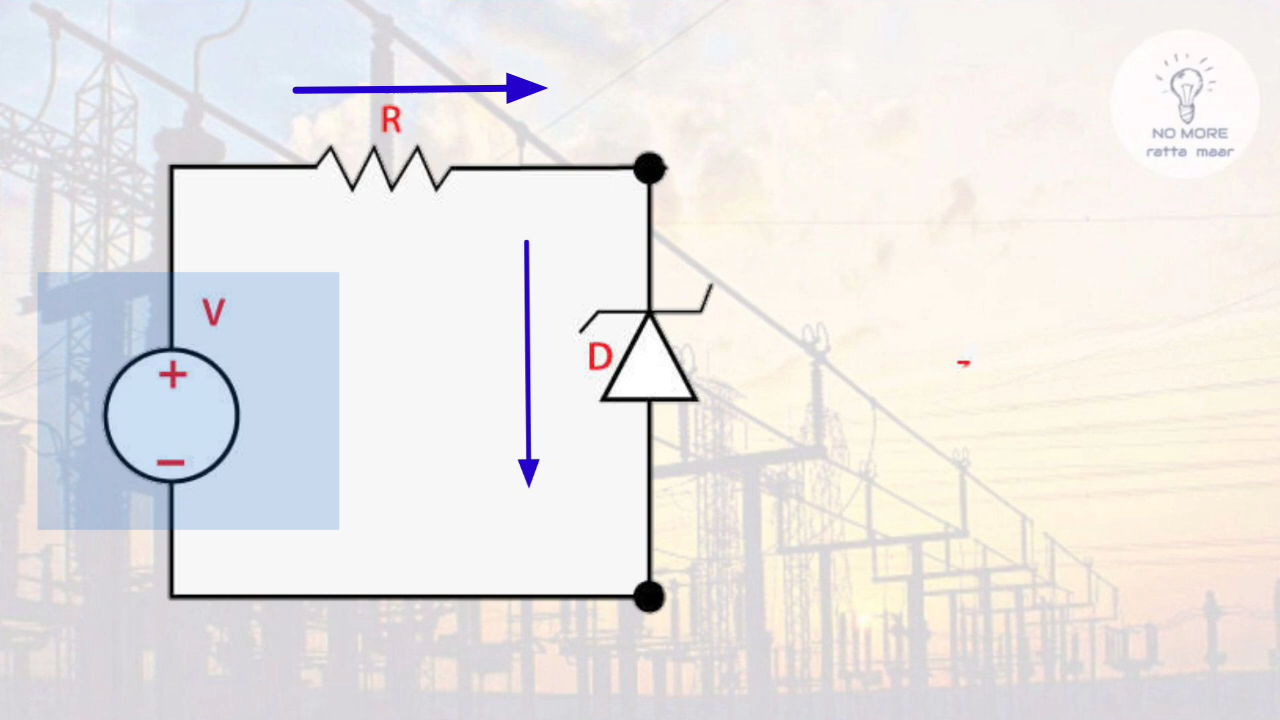 R
V
+
−
D
NO MORE
ratta maar